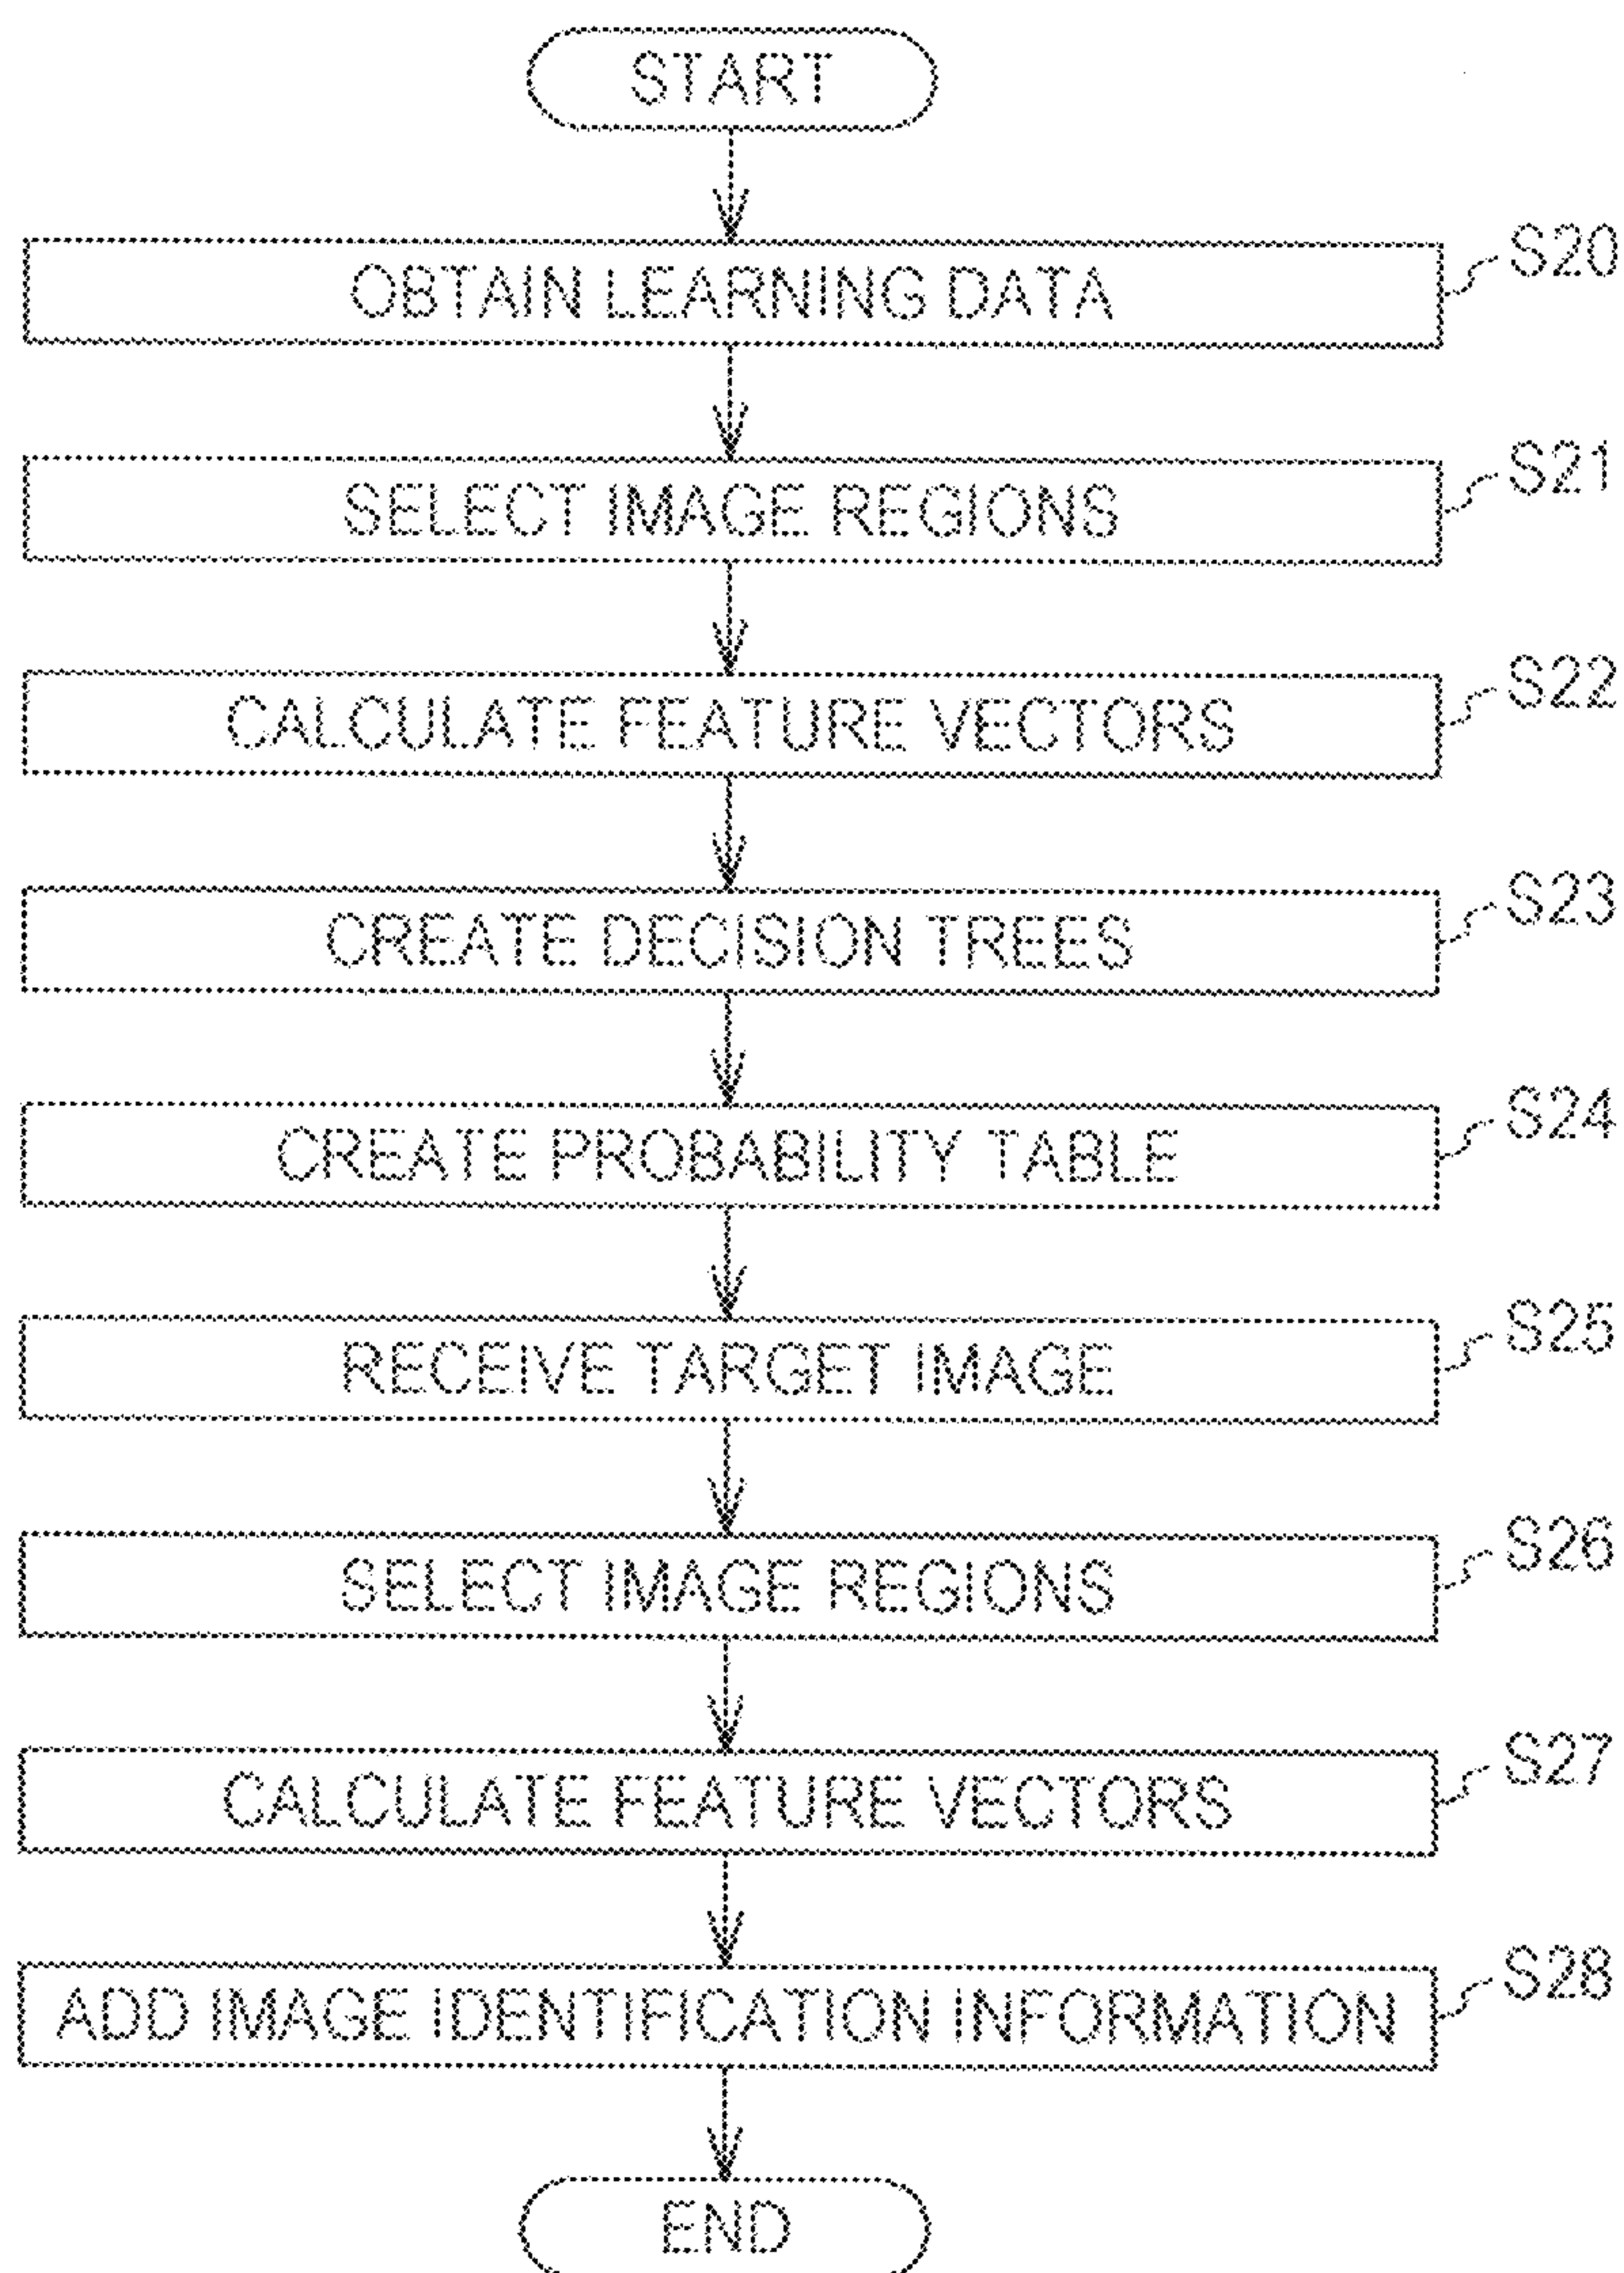 START
OBTAIN LEARNING DATA
S20
SELECT IMAGE REGIONS
S21
CALCULATE FEATURE VECTORS
S22
CREATE DECISION TREES
S23
CREATE PROBABILITY TABLE
S24
RECEIVE TARGET IMAGE
S25
SELECT IMAGE REGIONS
S26
CALCULATE FEATURE VECTORS
S27
ADD IMAGE IDENTIFICATION INFORMATION
S28
END